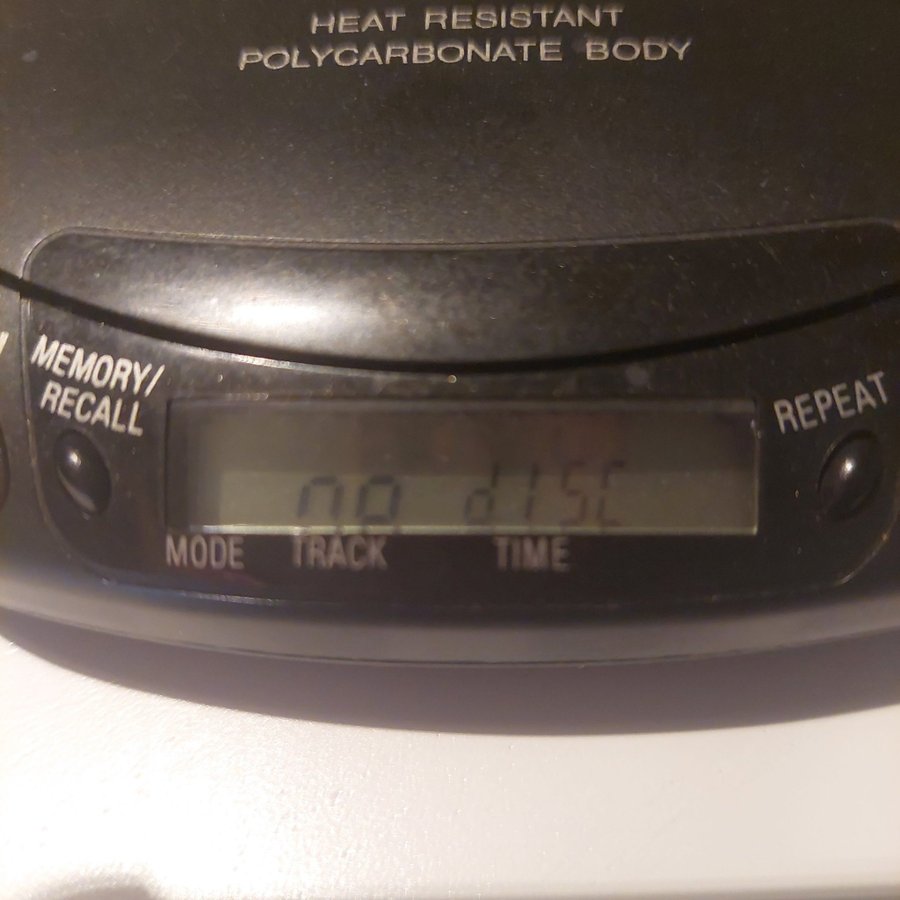 HEAT RESISTANT
POLYCARBONATE BODY
MEMORY/
RECALL
REPEAT
no dISC
MODE TRACK TIME